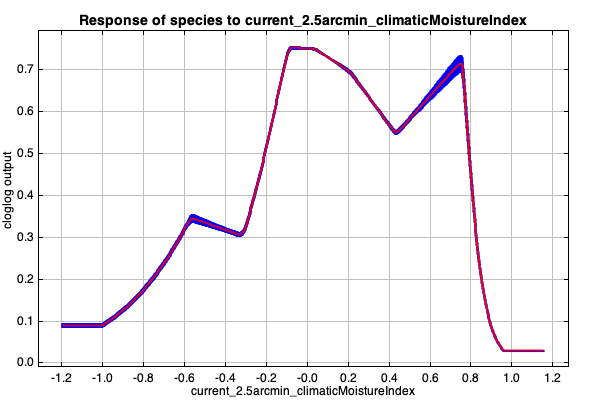 Response of species to current_2.5arcmin_climaticMoistureIndex
cloglog output
0.7
0.6
0.5
0.4
0.3
0.2
0.1
0.0
-1.2 -1.0 -0.8 -0.6 -0.4 -0.2 -0.0 0.2 0.4 0.6 0.8 1.0 1.2
current_2.5arcmin_climaticMoistureIndex